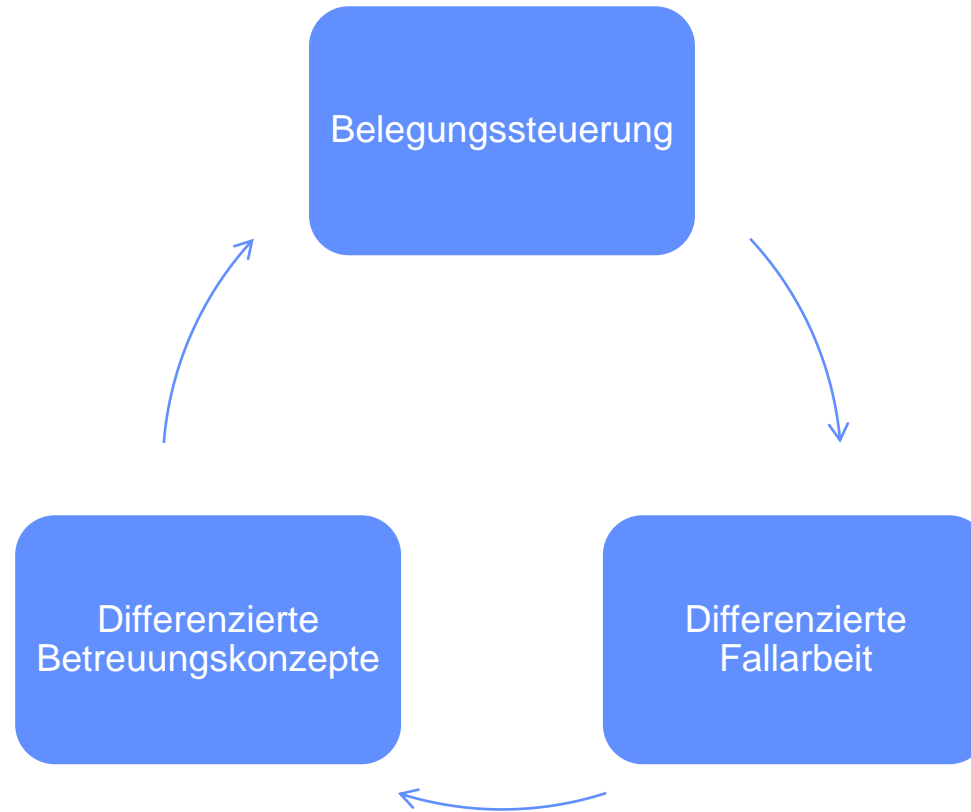 Belegungssteuerung
Differenzierte
Betreuungskonzepte
Differenzierte
Fallarbeit